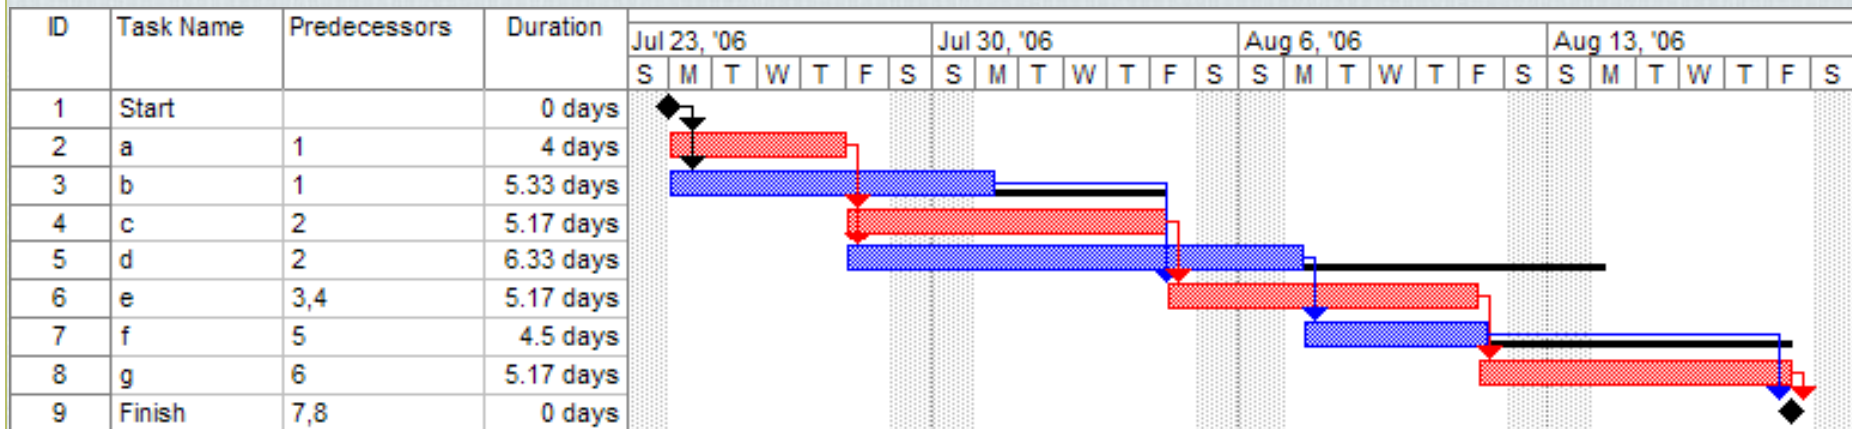 ID Task Name Predecessors Duration
Jul 23, '06 Jul 30, '06 Aug 6, '06 Aug 13, '06
S M T W T F S S M T W T F S S M T W T F S S M T W T F S
1 Start 0 days
2 a 1 4 days
3 b 1 5.33 days
4 c 2 5.17 days
5 d 2 6.33 days
6 e 3,4 5.17 days
7 f 5 4.5 days
8 g 6 5.17 days
9 Finish 7,8 0 days